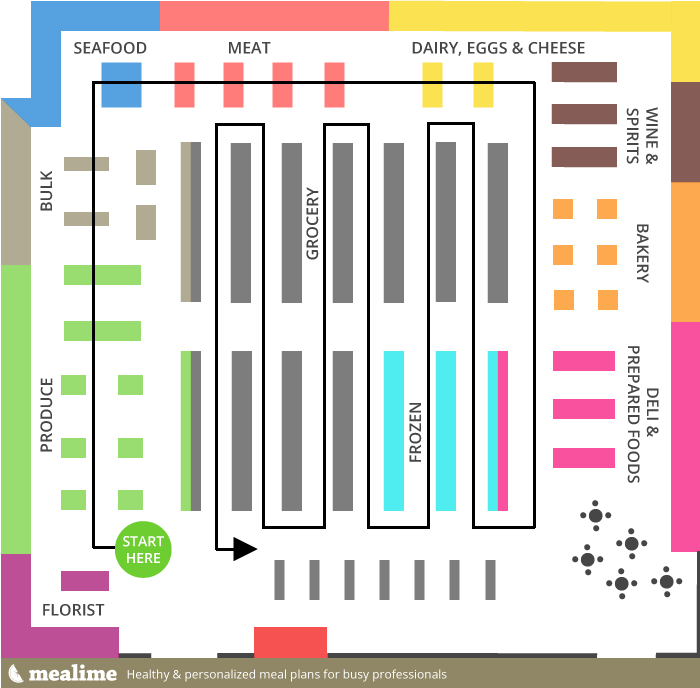 SEAFOOD
MEAT
DAIRY, EGGS & CHEESE
WINE &
SPIRITS
BULK
GROCERY
BAKERY
PRODUCE
FROZEN
DELI &
PREPARED FOODS
START
HERE
FLORIST
mealime
Healthy & personalized meal plans for busy professionals